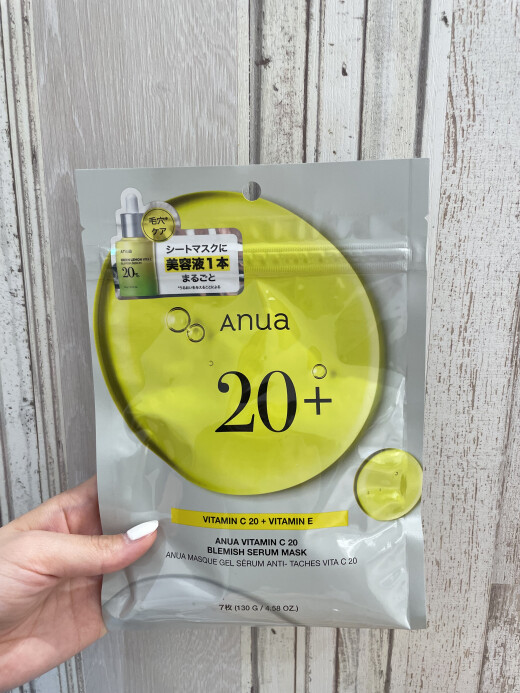 毛穴*
ケア
シートマスクに
美容液1本
まるごと
Anua
20%
Anua
20+
VITAMIN C 20 + VITAMIN E
ANUA VITAMIN C 20
BLEMISH SERUM MASK
ANUA MASQUE GEL SÉRUM ANTI- TACHES VITA C 20
7枚 (130 G / 4.58 OZ.)